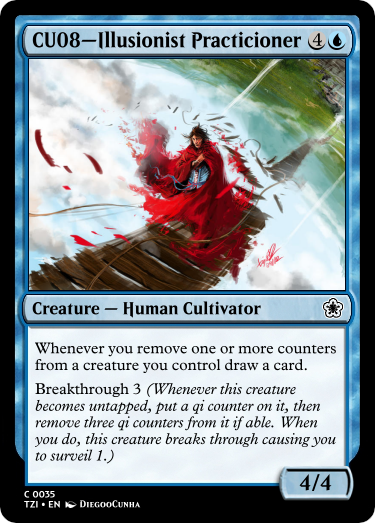 CU08—Illusionist Practicioner 4
Creature — Human Cultivator
Whenever you remove one or more counters
from a creature you control draw a card.
Breakthrough 3 (Whenever this creature
becomes untapped, put a qi counter on it, then
remove three qi counters from it if able. When
you do, this creature breaks through causing you
to surveil 1.)
4/4
C 0035
TZI • EN DiegooCunha